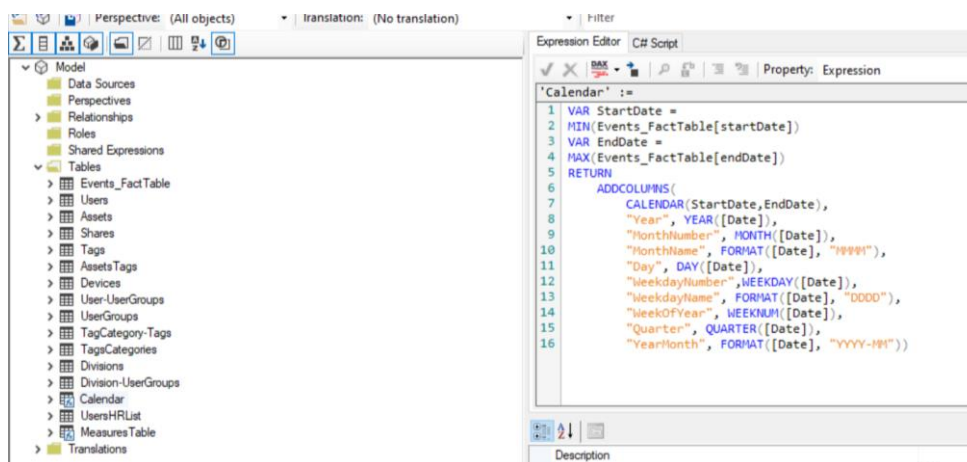 Perspective: (All objects) Translation: (No translation) Filter
Expression Editor C# Script
Model
Data Sources
Perspectives
Relationships
Roles
Shared Expressions
Tables
Events_FactTable
Users
Assets
Shares
Tags
AssetsTags
Devices
User-UserGroups
UserGroups
TagCategory-Tags
TagsCategories
Divisions
Division-UserGroups
Calendar
UsersHRList
MeasuresTable
Translations
DAX Property: Expression
'Calendar' :=
1 VAR StartDate =
2 MIN(Events_FactTable[startDate])
3 VAR EndDate =
4 MAX(Events_FactTable[endDate])
5 RETURN
6 ADDCOLUMNS(
7 CALENDAR(StartDate,EndDate),
8 "Year", YEAR([Date]),
9 "MonthNumber", MONTH([Date]),
10 "MonthName", FORMAT([Date], "MMMM"),
11 "Day", DAY([Date]),
12 "WeekdayNumber",WEEKDAY([Date]),
13 "WeekdayName", FORMAT([Date], "DDDD"),
14 "WeekOfYear", WEEKNUM([Date]),
15 "Quarter", QUARTER([Date]),
16 "YearMonth", FORMAT([Date], "YYYY-MM"))
Description